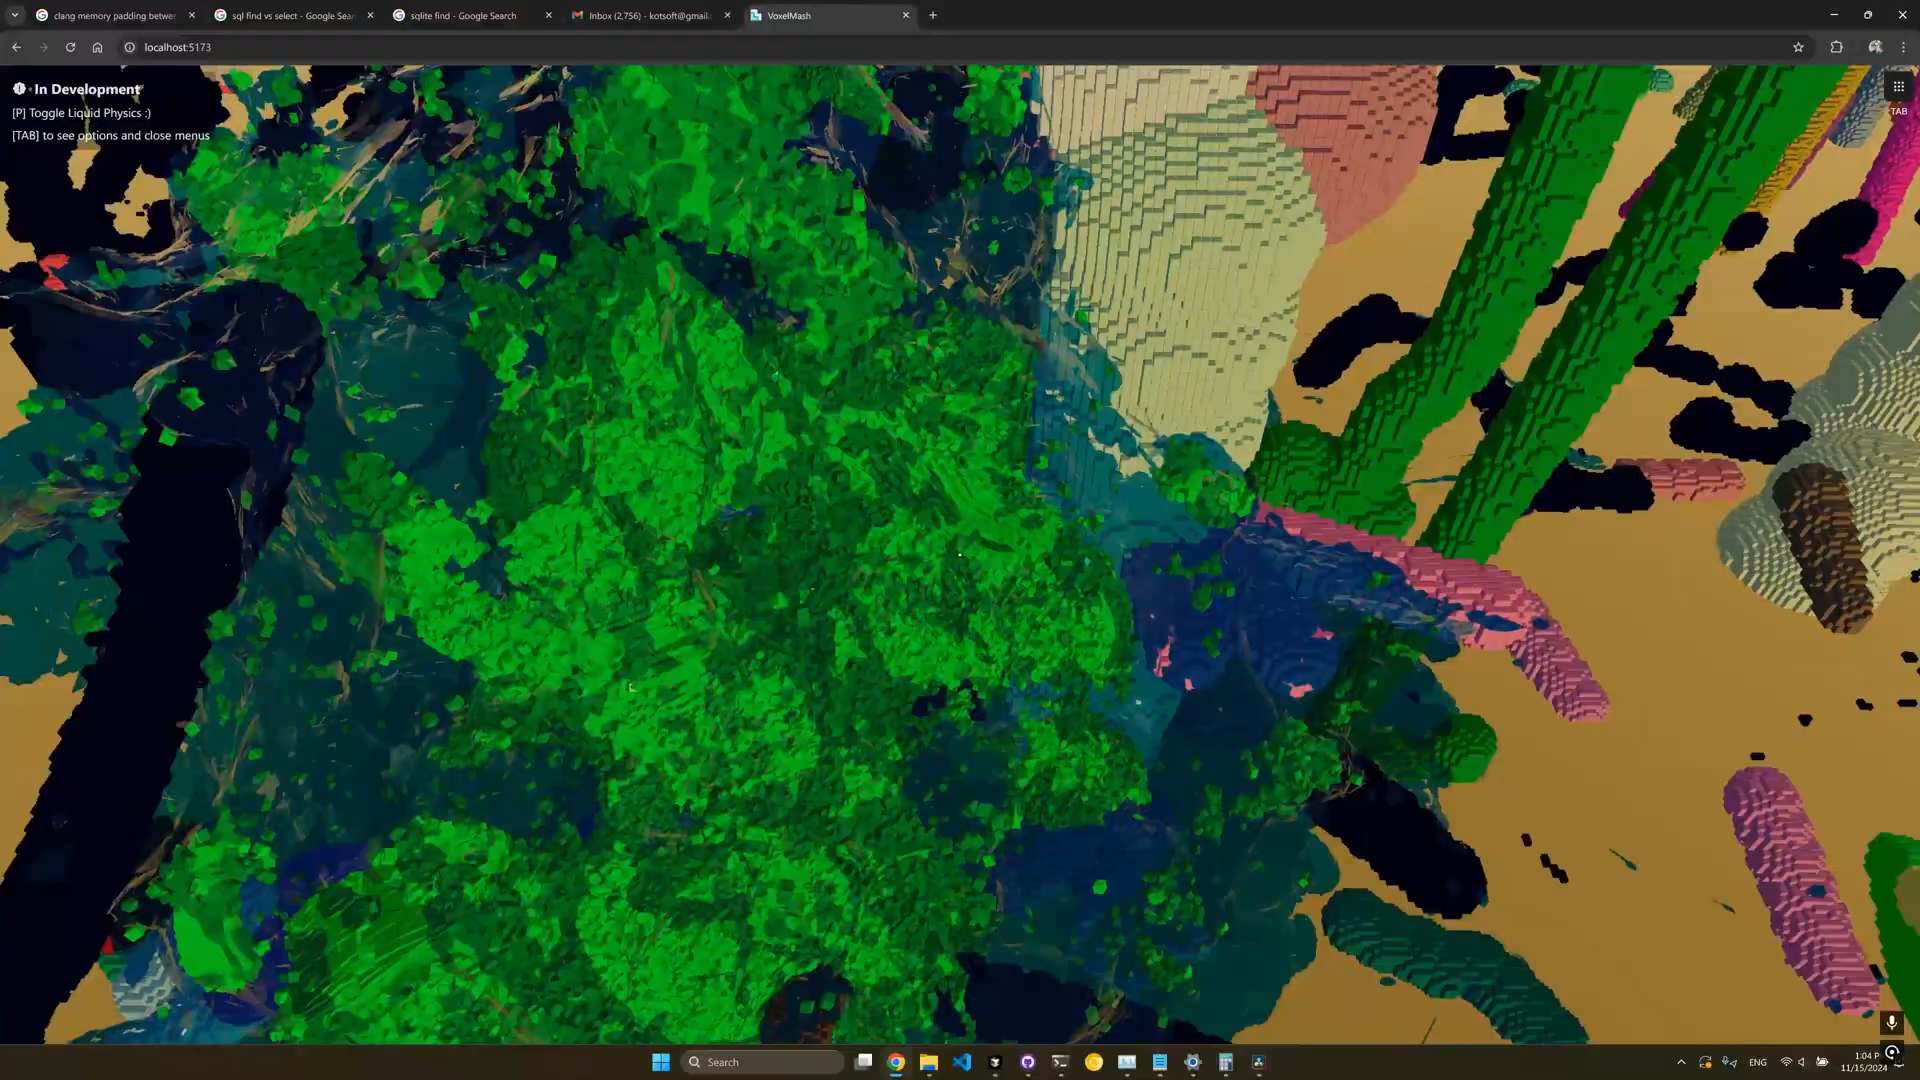 clang memory padding betwee
sql find vs select - Google Sear
sqlite find - Google Search
Inbox (2,756) - kotsoft@gmail.
VoxelMash
localhost:5173
In Development
[P] Toggle Liquid Physics :)
[TAB] to see options and close menus
TAB
Search
ENG
1:04 P
11/15/2024